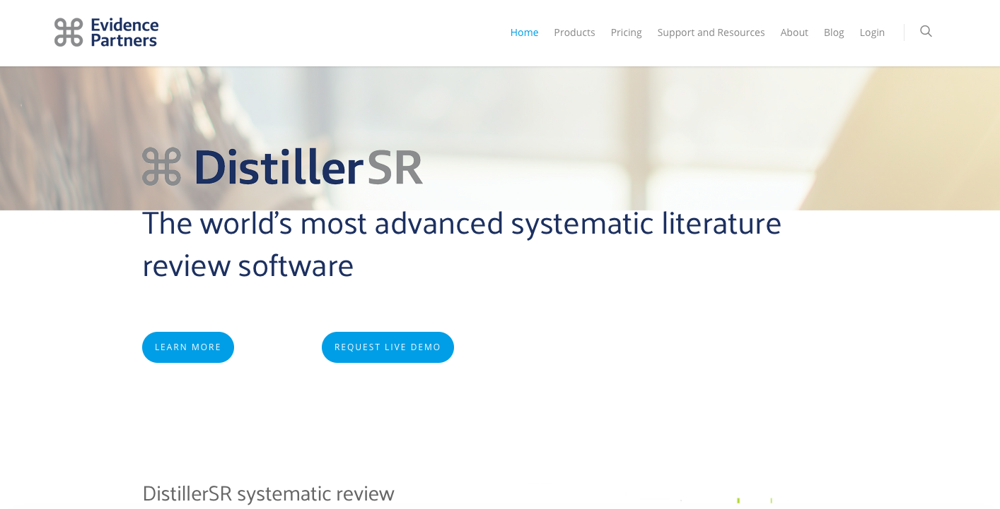 Evidence
Partners
Home Products Pricing Support and Resources About Blog Login
DistillerSR
The world’s most advanced systematic literature
review software
LEARN MORE REQUEST LIVE DEMO
DistillerSR systematic review